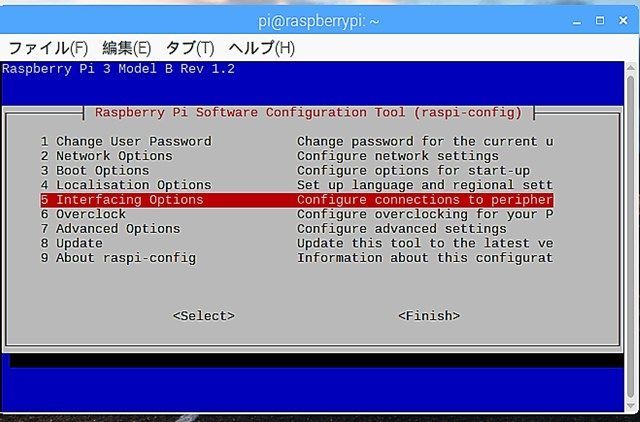 pi@raspberrypi: ~
ファイル(F) 編集(E) タブ(T) ヘルプ(H)
Raspberry Pi 3 Model B Rev 1.2
Raspberry Pi Software Configuration Tool (raspi-config)
1 Change User Password Change password for the current u
2 Network Options Configure network settings
3 Boot Options Configure options for start-up
4 Localisation Options Set up language and regional sett
5 Interfacing Options Configure connections to peripher
6 Overclock Configure overclocking for your P
7 Advanced Options Configure advanced settings
8 Update Update this tool to the latest ve
9 About raspi-config Information about this configurat
<Select> <Finish>